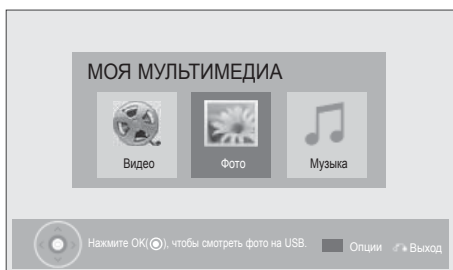 МОЯ МУЛЬТИМЕДИА
Видео Фото Музыка
Нажмите OK(◉), чтобы смотреть фото на USB. Опции Выход